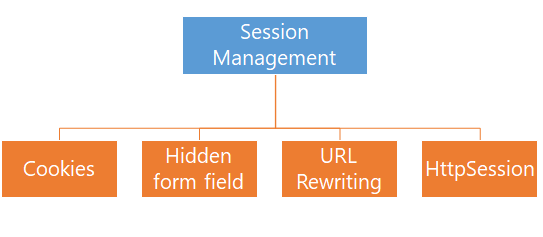 Session
Management
Cookies
Hidden
form field
URL
Rewriting
HttpSession